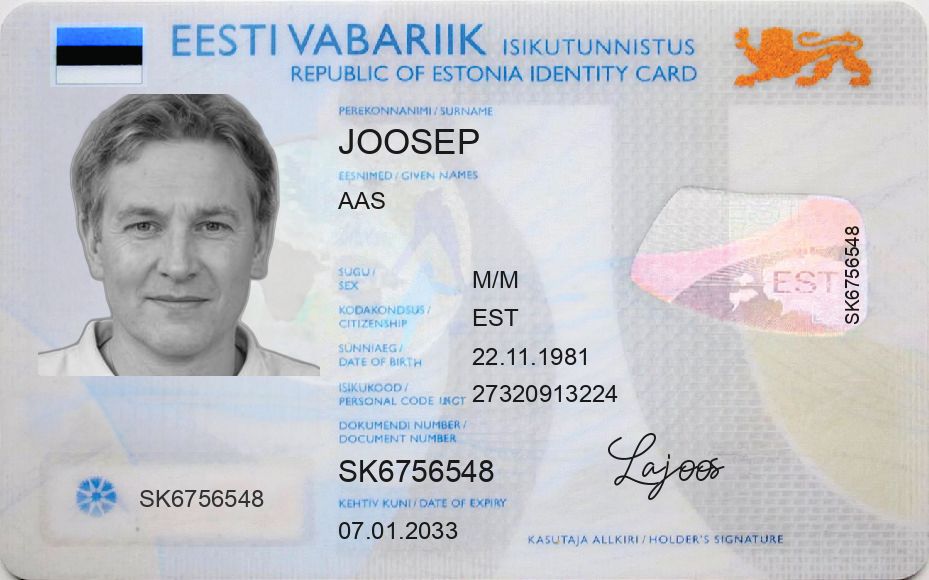 EESTI VABARIIK ISIKUTUNNISTUS
REPUBLIC OF ESTONIA IDENTITY CARD
PEREKONNANIMI / SURNAME
JOOSEP
EESNIMED / GIVEN NAMES
AAS
SUGU /
SEX
M/M
KODAKONDSUS /
CITIZENSHIP
EST
SÜNNIAEG /
DATE OF BIRTH
22.11.1981
ISIKUKOOD /
PERSONAL CODE
27320913224
DOKUMENDI NUMBER /
DOCUMENT NUMBER
SK6756548
KEHTIV KUNI / DATE OF EXPIRY
07.01.2033
SK6756548
EST
SK6756548
Lajoos
KASUTAJA ALLKIRI / HOLDER'S SIGNATURE